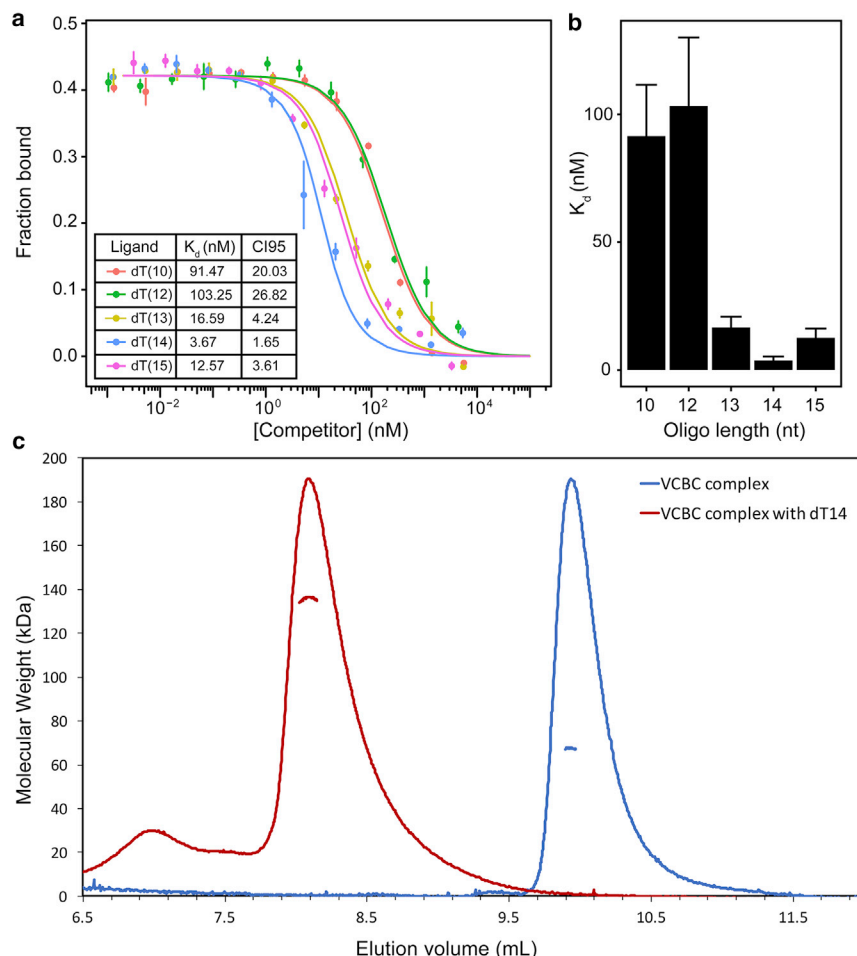 a
Fraction bound
0.5
0.4
0.3
0.2
0.1
0.0
Ligand K_d (nM) CI95
dT(10) 91.47 20.03
dT(12) 103.25 26.82
dT(13) 16.59 4.24
dT(14) 3.67 1.65
dT(15) 12.57 3.61
10^-2 10^0 10^2 10^4
[Competitor] (nM)
b
K_d (nM)
100
50
0
10 12 13 14 15
Oligo length (nt)
c
Molecular Weight (kDa)
200
180
160
140
120
100
80
60
40
20
0
VCBC complex
VCBC complex with dT14
6.5 7.5 8.5 9.5 10.5 11.5
Elution volume (mL)